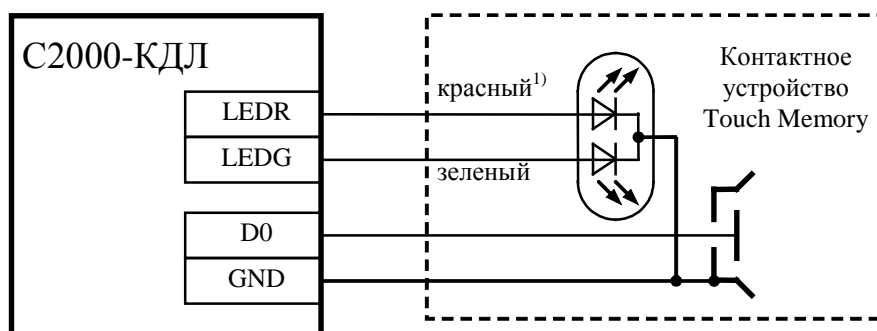 С2000-КДЛ
Контактное
устройство
Touch Memory
красный¹⁾
LEDR
LEDG
зеленый
D0
GND